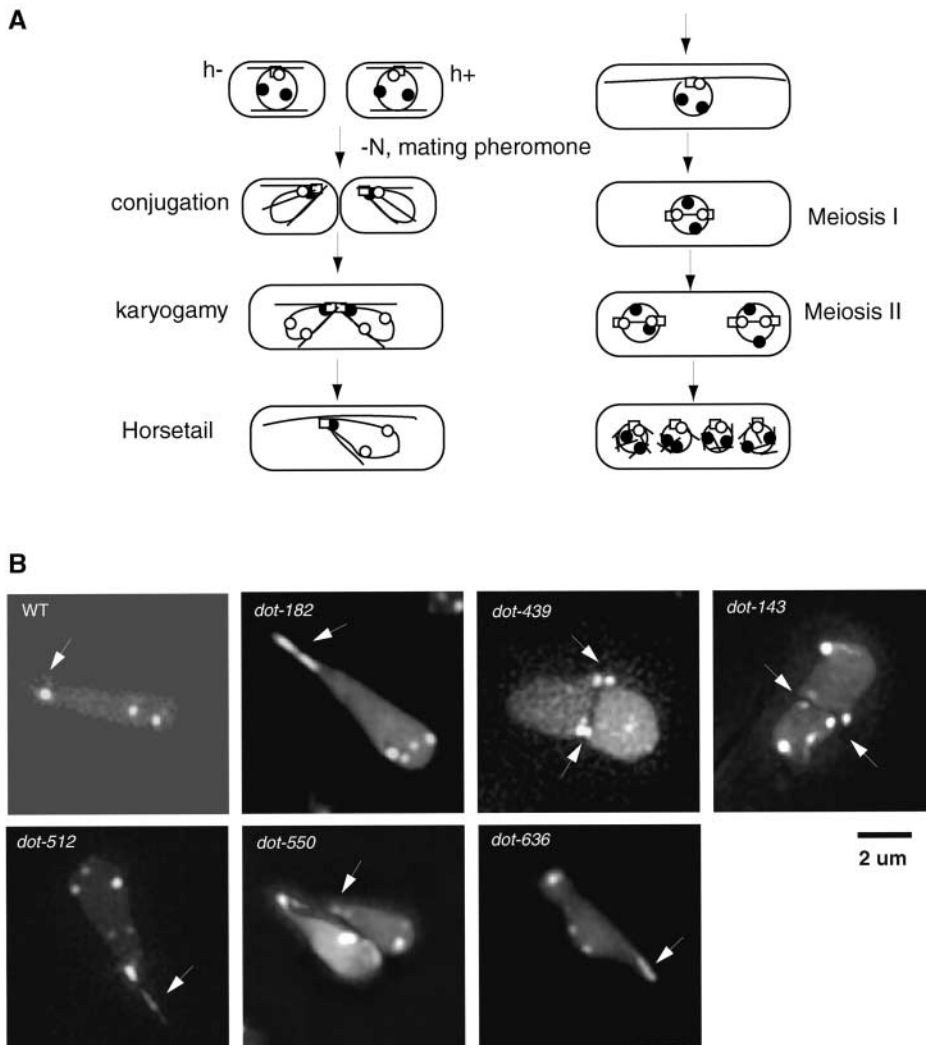 A
h-
h+
-N, mating pheromone
conjugation
karyogamy
Horsetail
Meiosis I
Meiosis II
B
WT
dot-182
dot-439
dot-143
dot-512
dot-550
dot-636
2 um